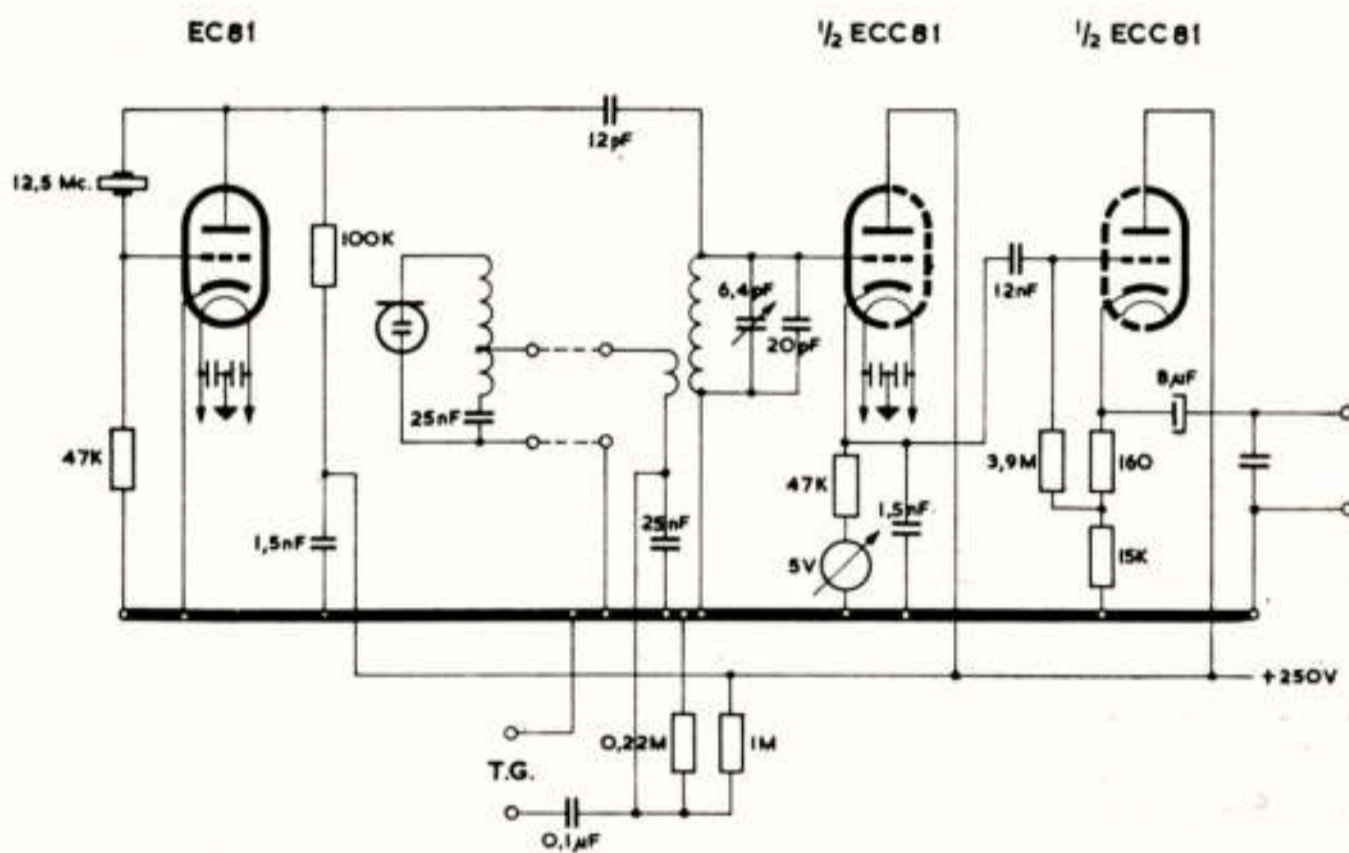 EC81
1/2 ECC81
1/2 ECC81
12pF
12,5 Mc.
100K
6,4pF
20pF
12nF
8µF
25nF
47K
47K
3,9M
160
1,5nF
25nF
1,5nF
5V
15K
+250V
0,22M
1M
T.G.
0,1µF